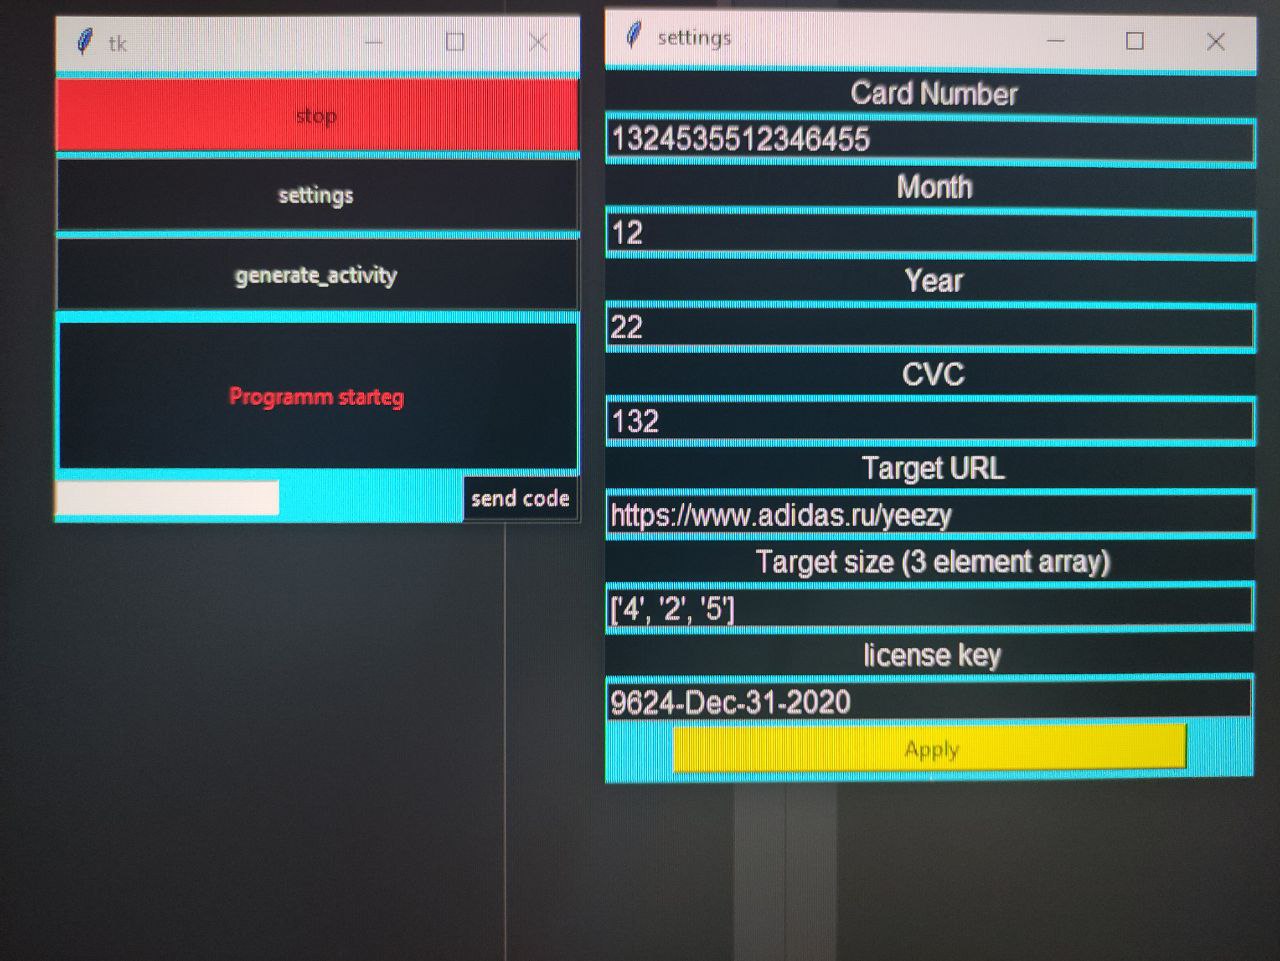 tk
stop
settings
generate_activity
Programm starteg
send code
settings
Card Number
1324535512346455
Month
12
Year
22
CVC
132
Target URL
https://www.adidas.ru/yeezy
Target size (3 element array)
['4', '2', '5']
license key
9624-Dec-31-2020
Apply